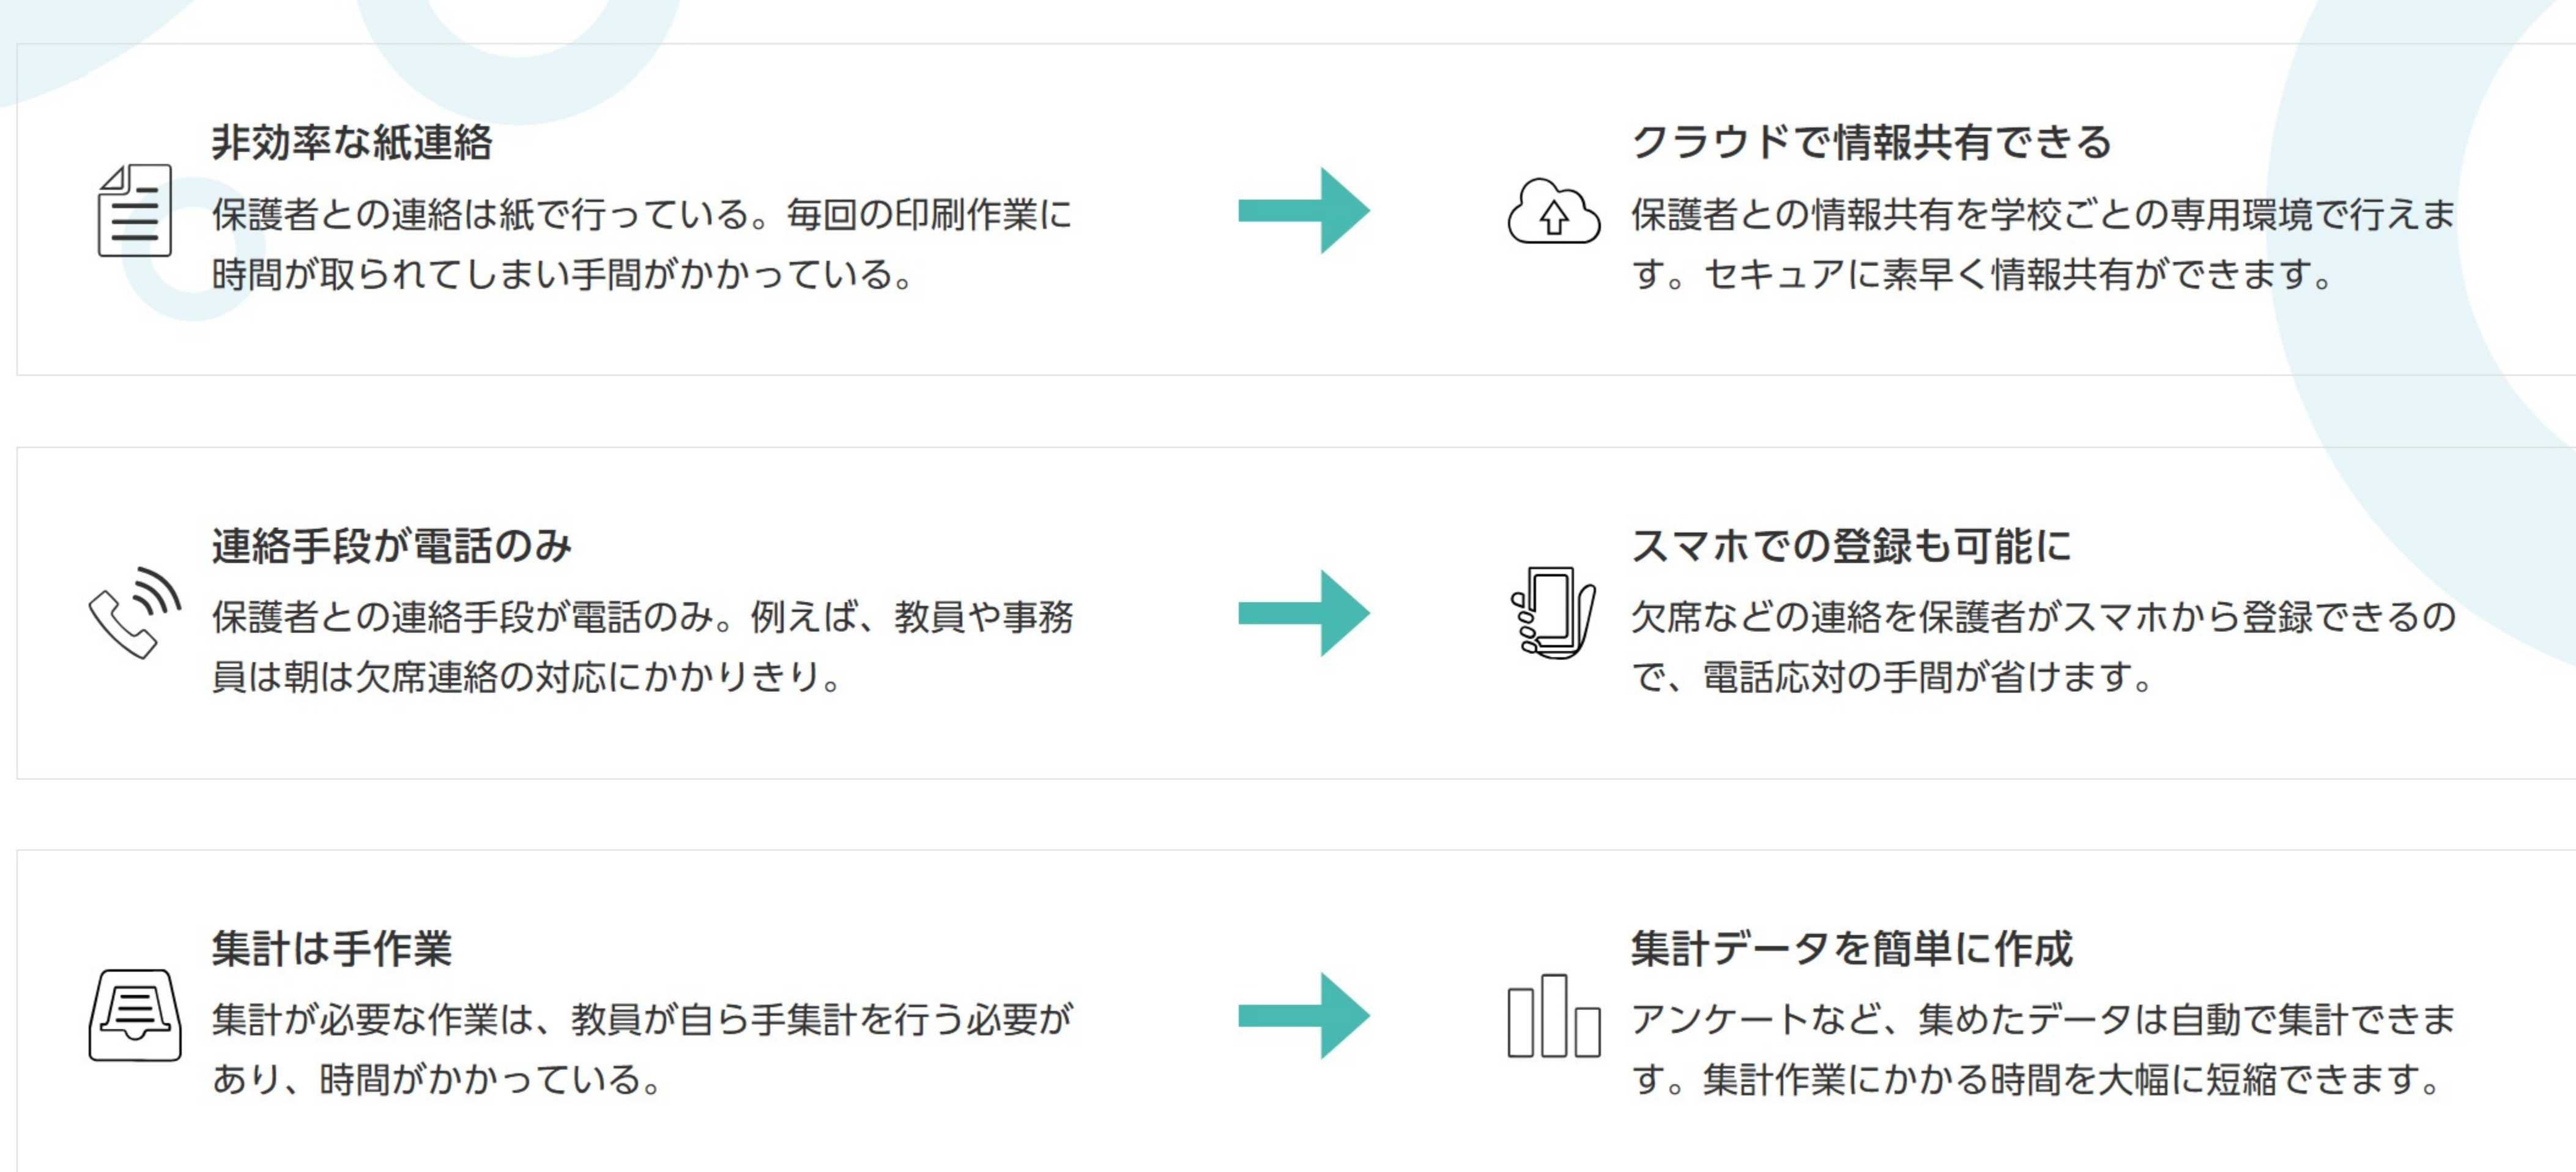 非効率な紙連絡
保護者との連絡は紙で行っている。毎回の印刷作業に
時間が取られてしまい手間がかかっている。
クラウドで情報共有できる
保護者との情報共有を学校ごとの専用環境で行えま
す。セキュアに素早く情報共有ができます。
連絡手段が電話のみ
保護者との連絡手段が電話のみ。例えば、教員や事務
員は朝は欠席連絡の対応にかかりきり。
スマホでの登録も可能に
欠席などの連絡を保護者がスマホから登録できるの
で、電話応対の手間が省けます。
集計は手作業
集計が必要な作業は、教員が自ら手集計を行う必要が
あり、時間がかかっている。
集計データを簡単に作成
アンケートなど、集めたデータは自動で集計できま
す。集計作業にかかる時間を大幅に短縮できます。